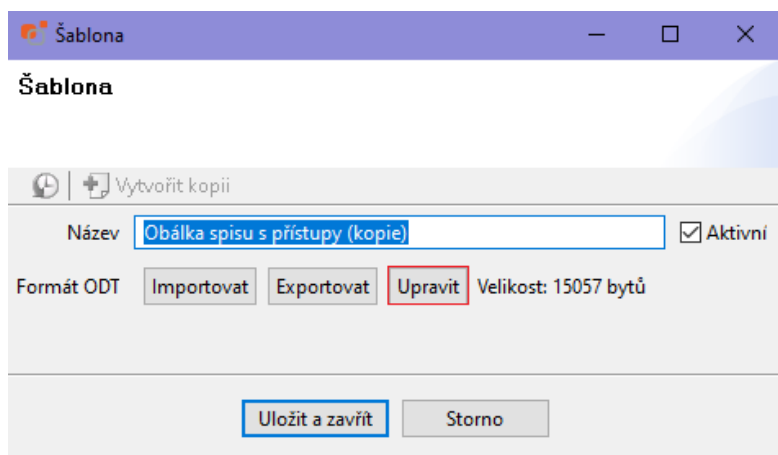 Šablona
Šablona
Vytvořit kopii
Název Obálka spisu s přístupy (kopie) Aktivní
Formát ODT Importovat Exportovat Upravit Velikost: 15057 bytů
Uložit a zavřít Storno